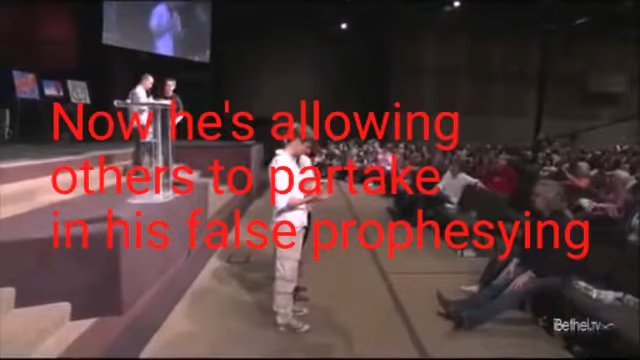 Now he's allowing
others to partake
in his false prophesying
iBethel.tv